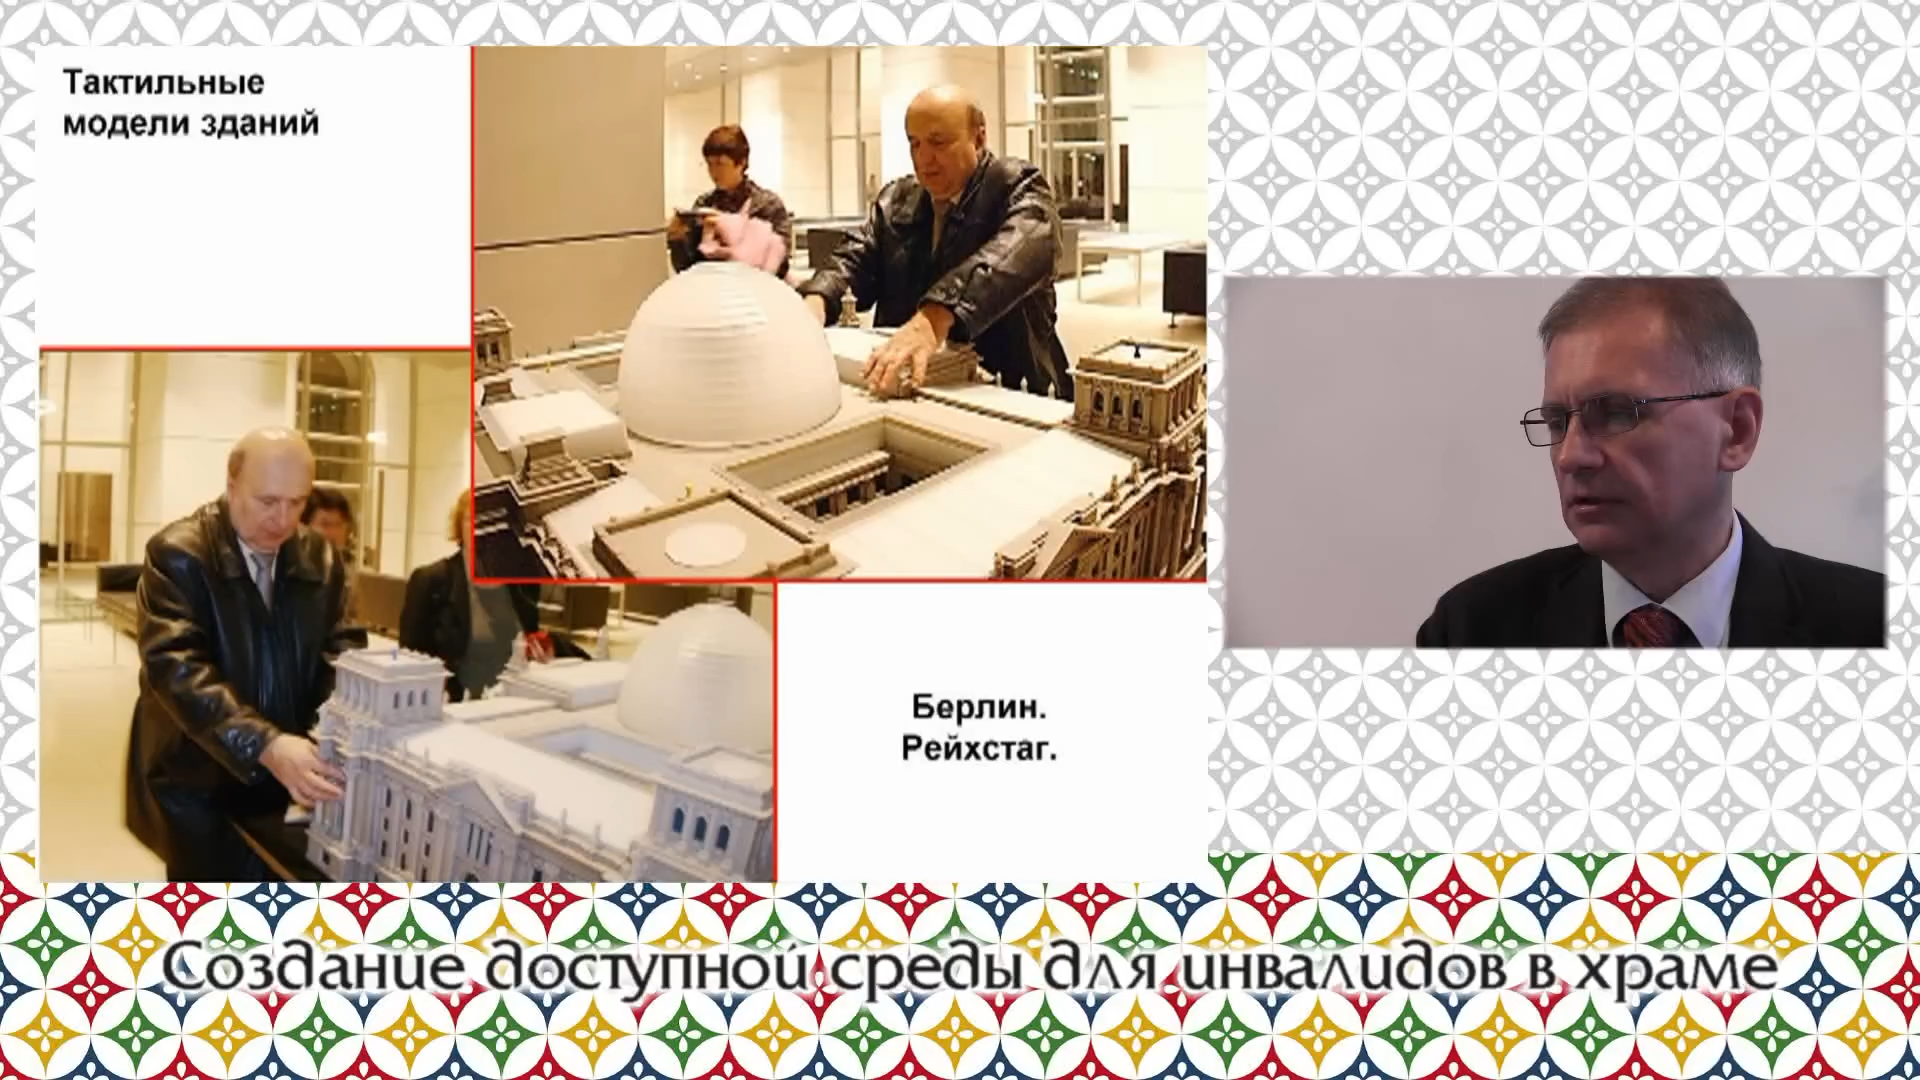 Тактильные
модели зданий
Берлин.
Рейхстаг.
Создание доступной среды для инвалидов в храме